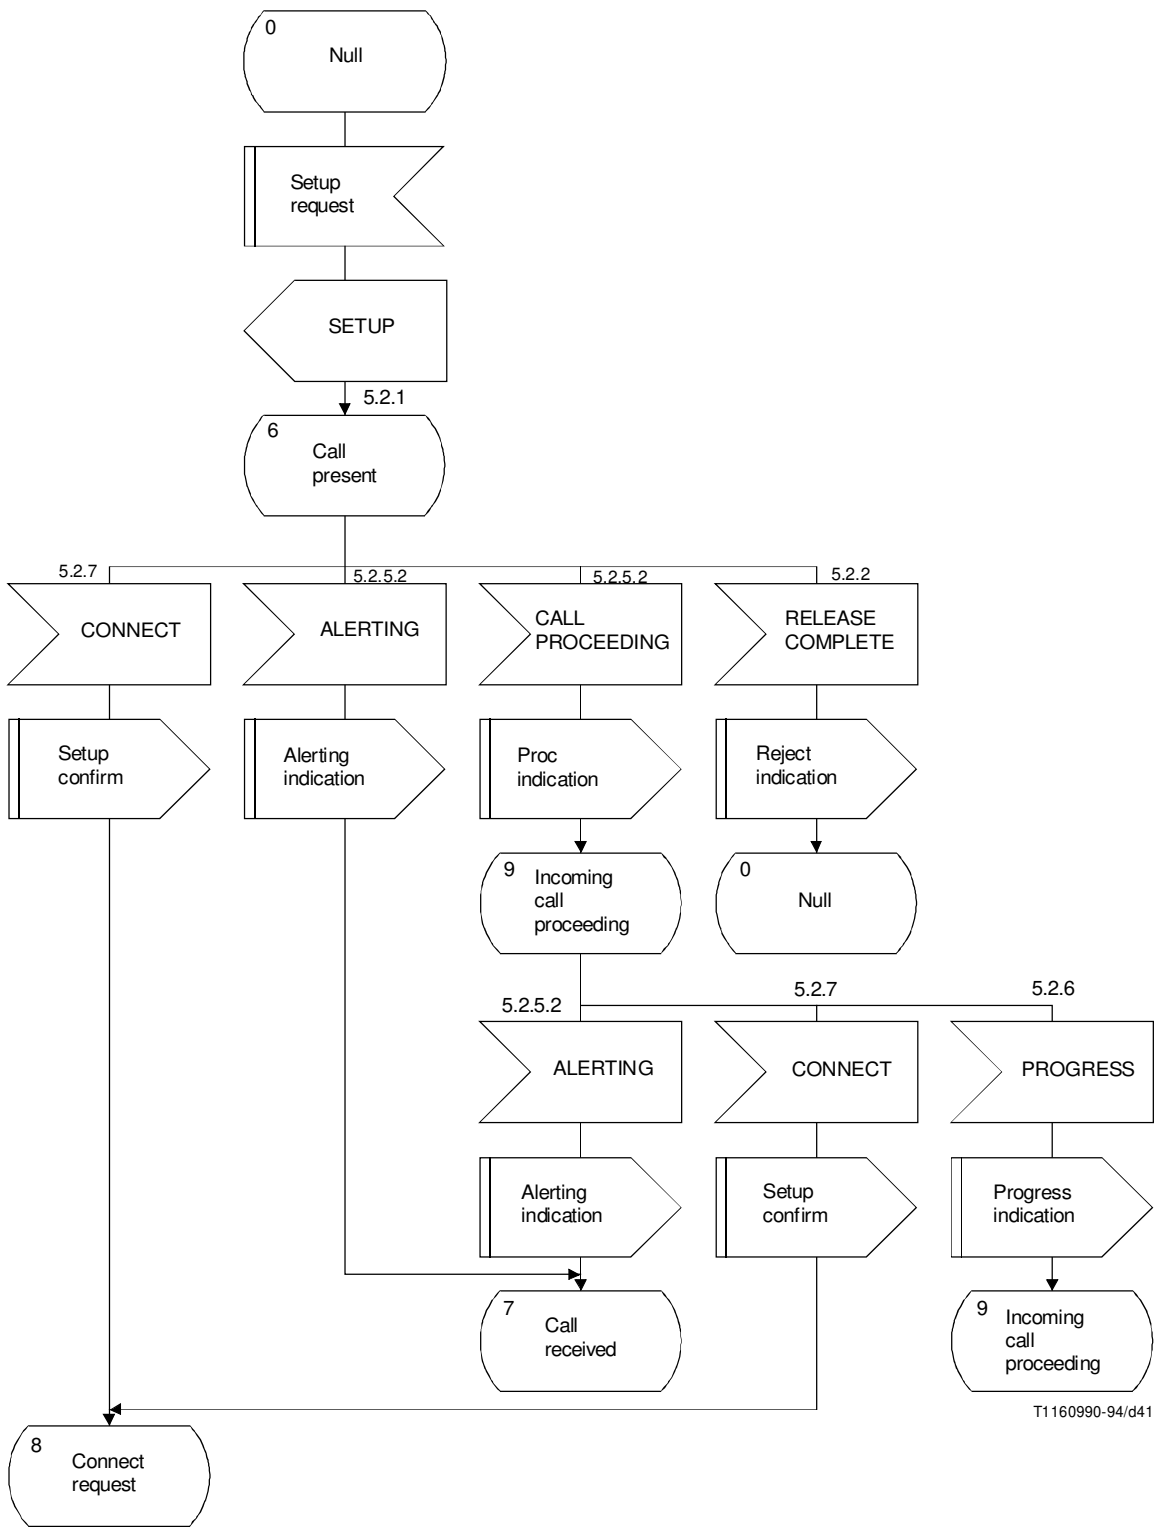 0
Null
Setup
request
SETUP
5.2.1
6
Call
present
5.2.7
5.2.5.2
5.2.5.2
5.2.2
CONNECT
ALERTING
CALL
PROCEEDING
RELEASE
COMPLETE
Setup
confirm
Alerting
indication
Proc
indication
Reject
indication
9
Incoming
call
proceeding
0
Null
5.2.5.2
5.2.7
5.2.6
ALERTING
CONNECT
PROGRESS
Alerting
indication
Setup
confirm
Progress
indication
7
Call
received
9
Incoming
call
proceeding
T1160990-94/d41
8
Connect
request